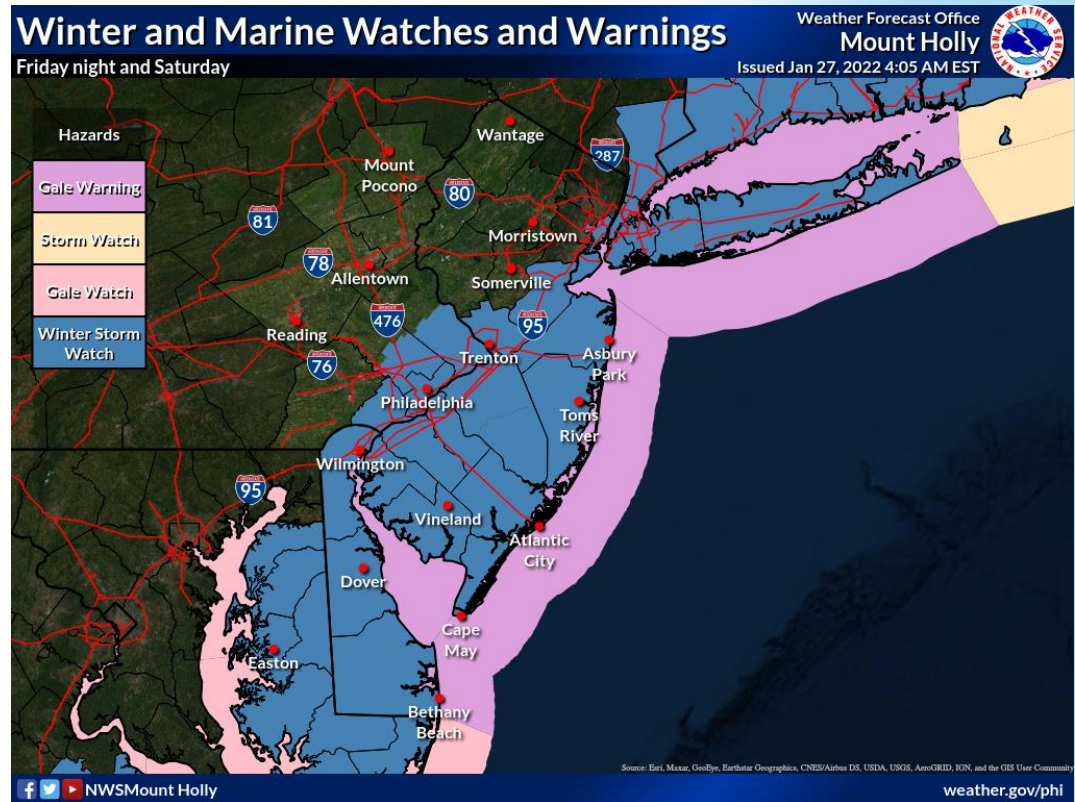 Winter and Marine Watches and Warnings
Friday night and Saturday
Weather Forecast Office
Mount Holly
Issued Jan 27, 2022 4:05 AM EST
NATIONAL WEATHER SERVICE
Hazards
Gale Warning
Storm Watch
Gale Watch
Winter Storm
Watch
Wantage
287
Mount
Pocono
80
81
Morristown
78
Allentown
Somerville
476
95
Reading
76
Trenton
Asbury
Park
Philadelphia
Toms
River
Wilmington
95
Vineland
Atlantic
City
Dover
Cape
May
Easton
Bethany
Beach
Source: Esri, Maxar, GeoEye, Earthstar Geographics, CNES/Airbus DS, USDA, USGS, AeroGRID, IGN, and the GIS User Community
NWSMount Holly
weather.gov/phi